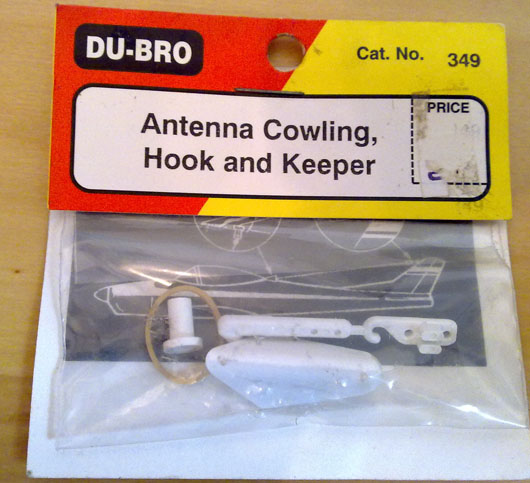 DU-BRO
Cat. No. 349
PRICE
Antenna Cowling,
Hook and Keeper